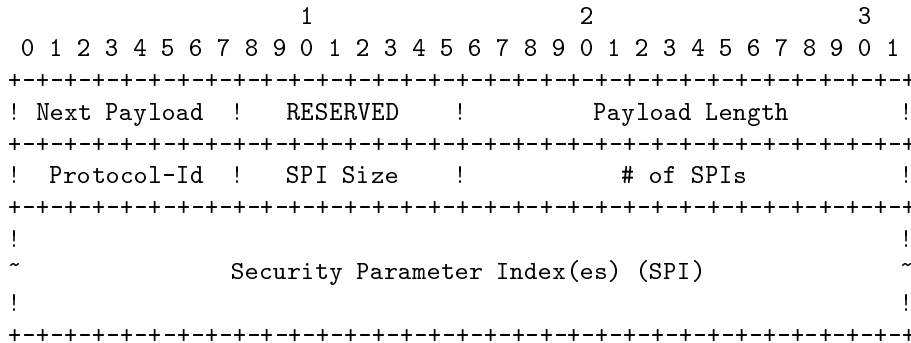 1                   2                   3
 0 1 2 3 4 5 6 7 8 9 0 1 2 3 4 5 6 7 8 9 0 1 2 3 4 5 6 7 8 9 0 1
+-+-+-+-+-+-+-+-+-+-+-+-+-+-+-+-+-+-+-+-+-+-+-+-+-+-+-+-+-+-+-+-+
! Next Payload  !   RESERVED    !         Payload Length        !
+-+-+-+-+-+-+-+-+-+-+-+-+-+-+-+-+-+-+-+-+-+-+-+-+-+-+-+-+-+-+-+-+
!  Protocol-Id  !   SPI Size    !           # of SPIs           !
+-+-+-+-+-+-+-+-+-+-+-+-+-+-+-+-+-+-+-+-+-+-+-+-+-+-+-+-+-+-+-+-+
!                                                               !
~               Security Parameter Index(es) (SPI)              ~
!                                                               !
+-+-+-+-+-+-+-+-+-+-+-+-+-+-+-+-+-+-+-+-+-+-+-+-+-+-+-+-+-+-+-+-+